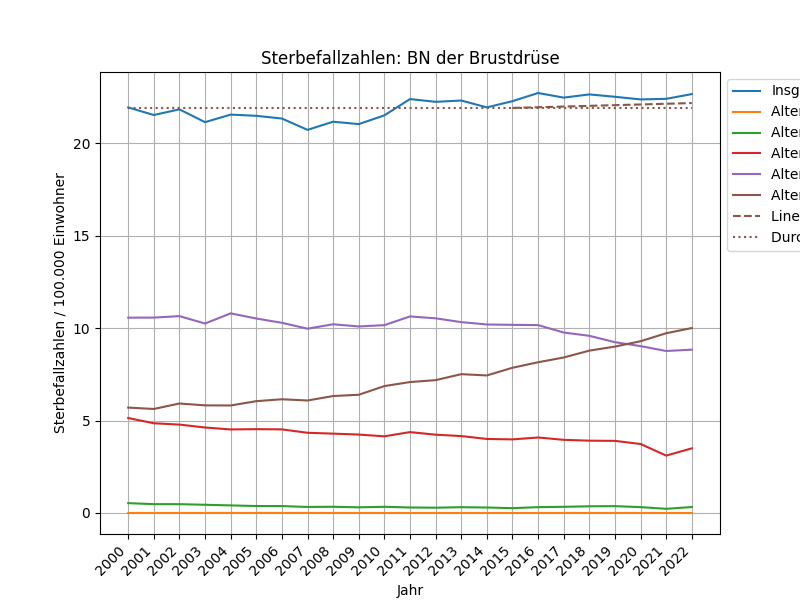 Sterbefallzahlen: BN der Brustdrüse
Sterbefallzahlen / 100.000 Einwohner
20
15
10
5
0
2000
2001
2002
2003
2004
2005
2006
2007
2008
2009
2010
2011
2012
2013
2014
2015
2016
2017
2018
2019
2020
2021
2022
Jahr
Insg
Alter
Alter
Alter
Alter
Alter
Line
Durc